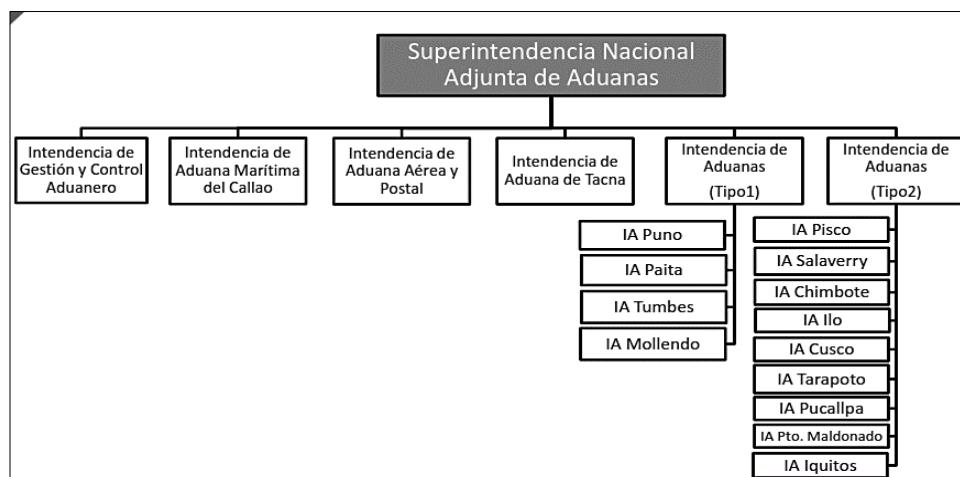 Superintendencia Nacional
Adjunta de Aduanas
Intendencia de
Gestión y Control
Aduanero
Intendencia de
Aduana Marítima
del Callao
Intendencia de
Aduana Aérea y
Postal
Intendencia de
Aduana de Tacna
Intendencia de
Aduanas
(Tipo1)
Intendencia de
Aduanas
(Tipo2)
IA Puno
IA Paita
IA Tumbes
IA Mollendo
IA Pisco
IA Salaverry
IA Chimbote
IA Ilo
IA Cusco
IA Tarapoto
IA Pucallpa
IA Pto. Maldonado
IA Iquitos